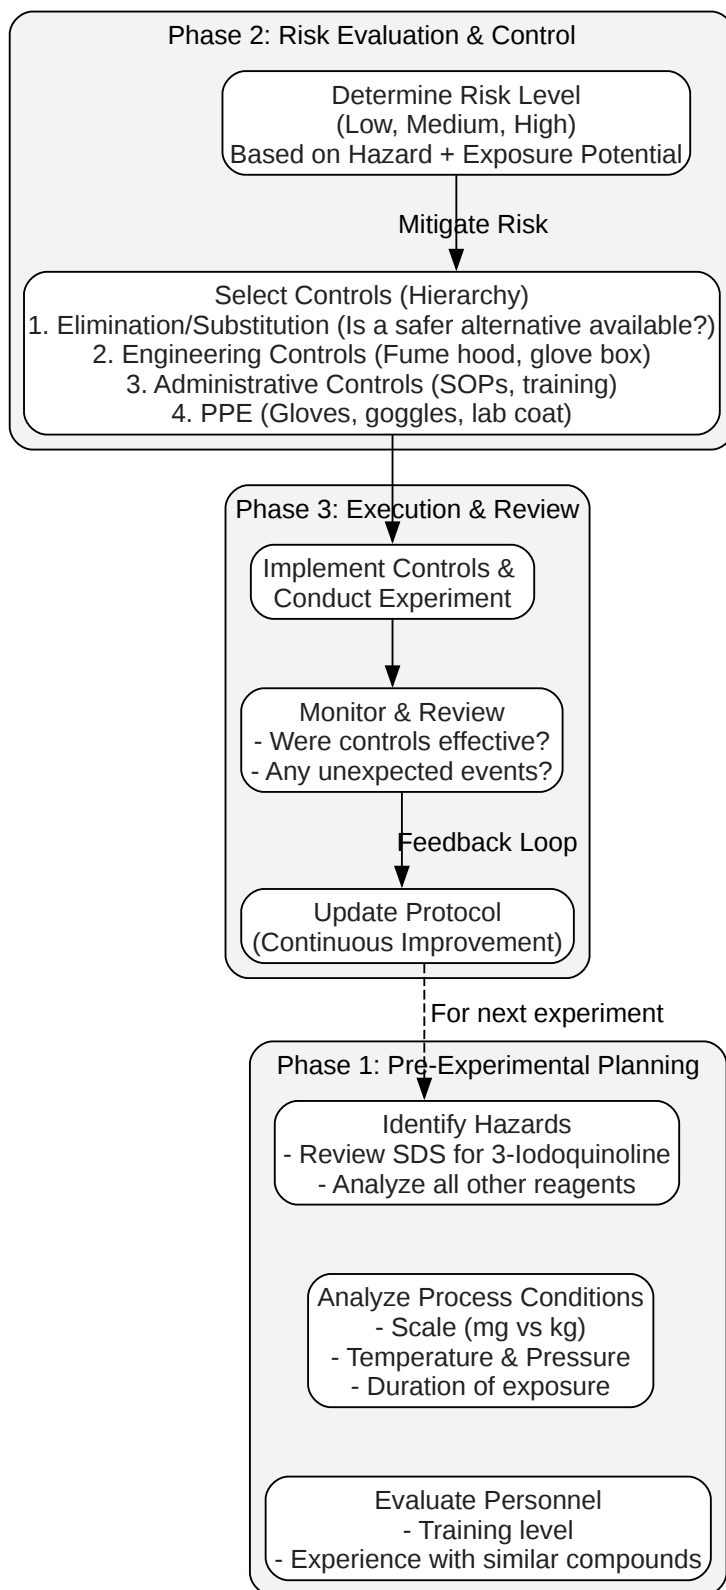 Phase 2: Risk Evaluation & Control
Determine Risk Level
(Low, Medium, High)
Based on Hazard + Exposure Potential
Mitigate Risk
Select Controls (Hierarchy)
1. Elimination/Substitution (Is a safer alternative available?)
2. Engineering Controls (Fume hood, glove box)
3. Administrative Controls (SOPs, training)
4. PPE (Gloves, goggles, lab coat)
Phase 3: Execution & Review
Implement Controls &
Conduct Experiment
Monitor & Review
- Were controls effective?
- Any unexpected events?
Feedback Loop
Update Protocol
(Continuous Improvement)
For next experiment
Phase 1: Pre-Experimental Planning
Identify Hazards
- Review SDS for 3-Iodoquinoline
- Analyze all other reagents
Analyze Process Conditions
- Scale (mg vs kg)
- Temperature & Pressure
- Duration of exposure
Evaluate Personnel
- Training level
- Experience with similar compounds